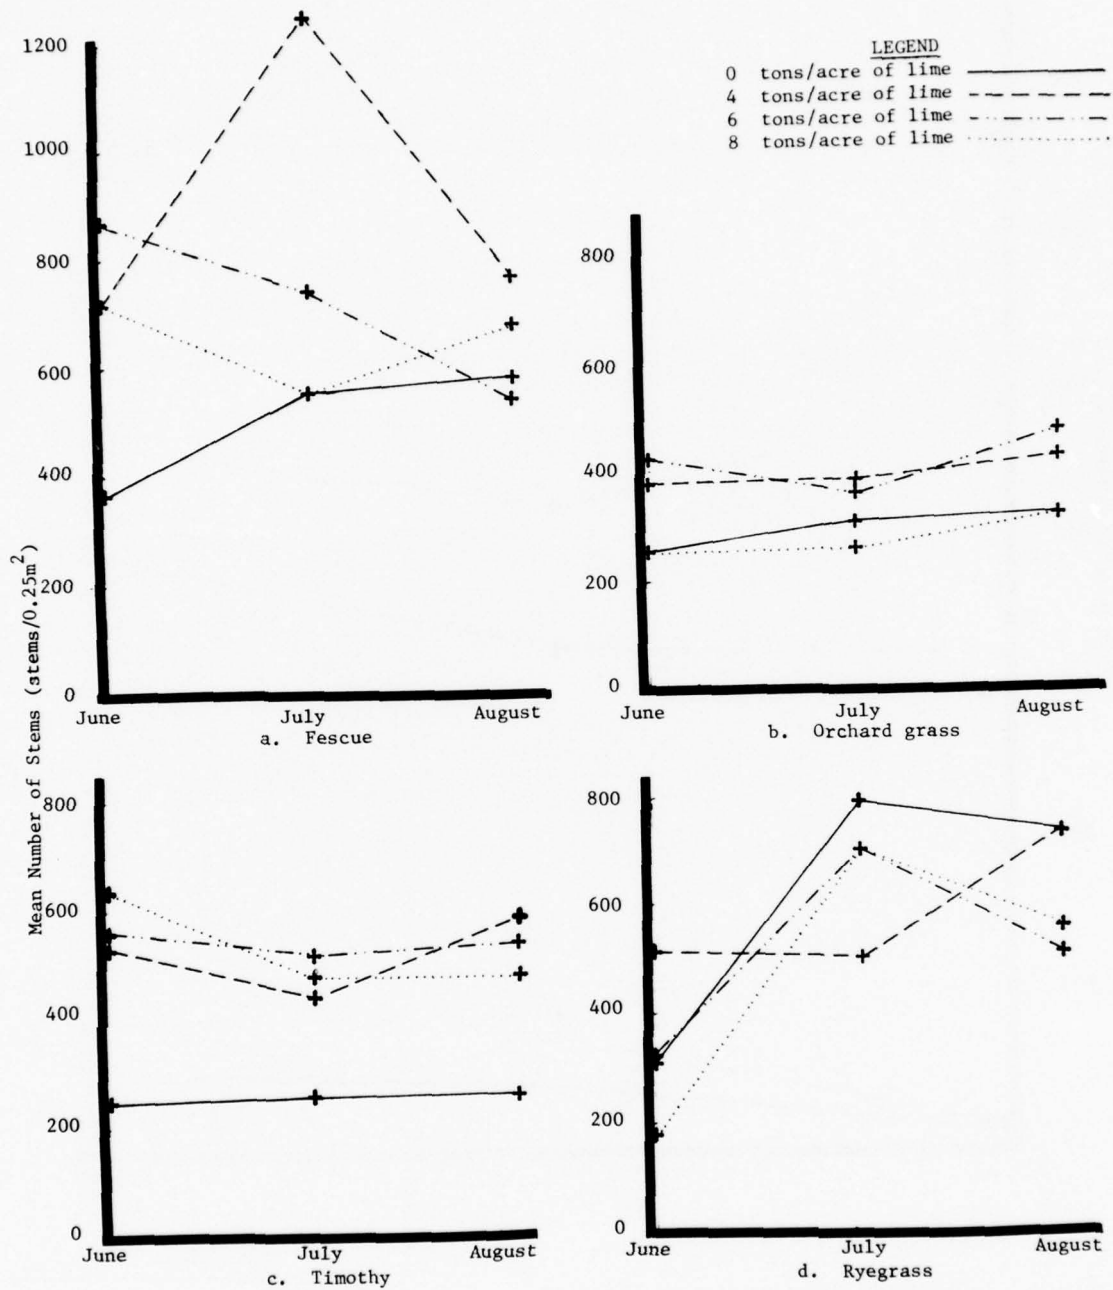 LEGEND
0 tons/acre of lime
4 tons/acre of lime
6 tons/acre of lime
8 tons/acre of lime
Mean Number of Stems (stems/0.25m²)
1200
1000
800
600
400
200
0
June July August
a. Fescue
800
600
400
200
0
June July August
b. Orchard grass
800
600
400
200
0
June July August
c. Timothy
800
600
400
200
0
June July August
d. Ryegrass